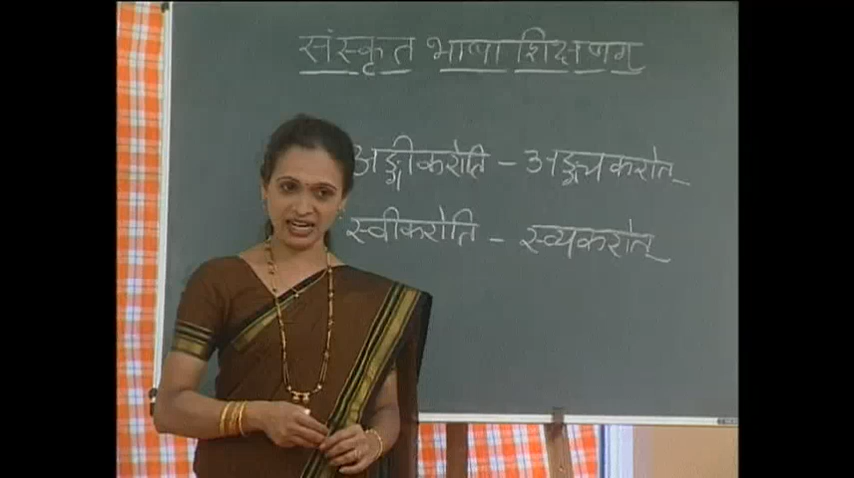 संस्कृत भाषा शिक्षणम्
अङ्गीकरोति - अङ्ग्यकरोत्
स्वीकरोति - स्व्यकरोत्